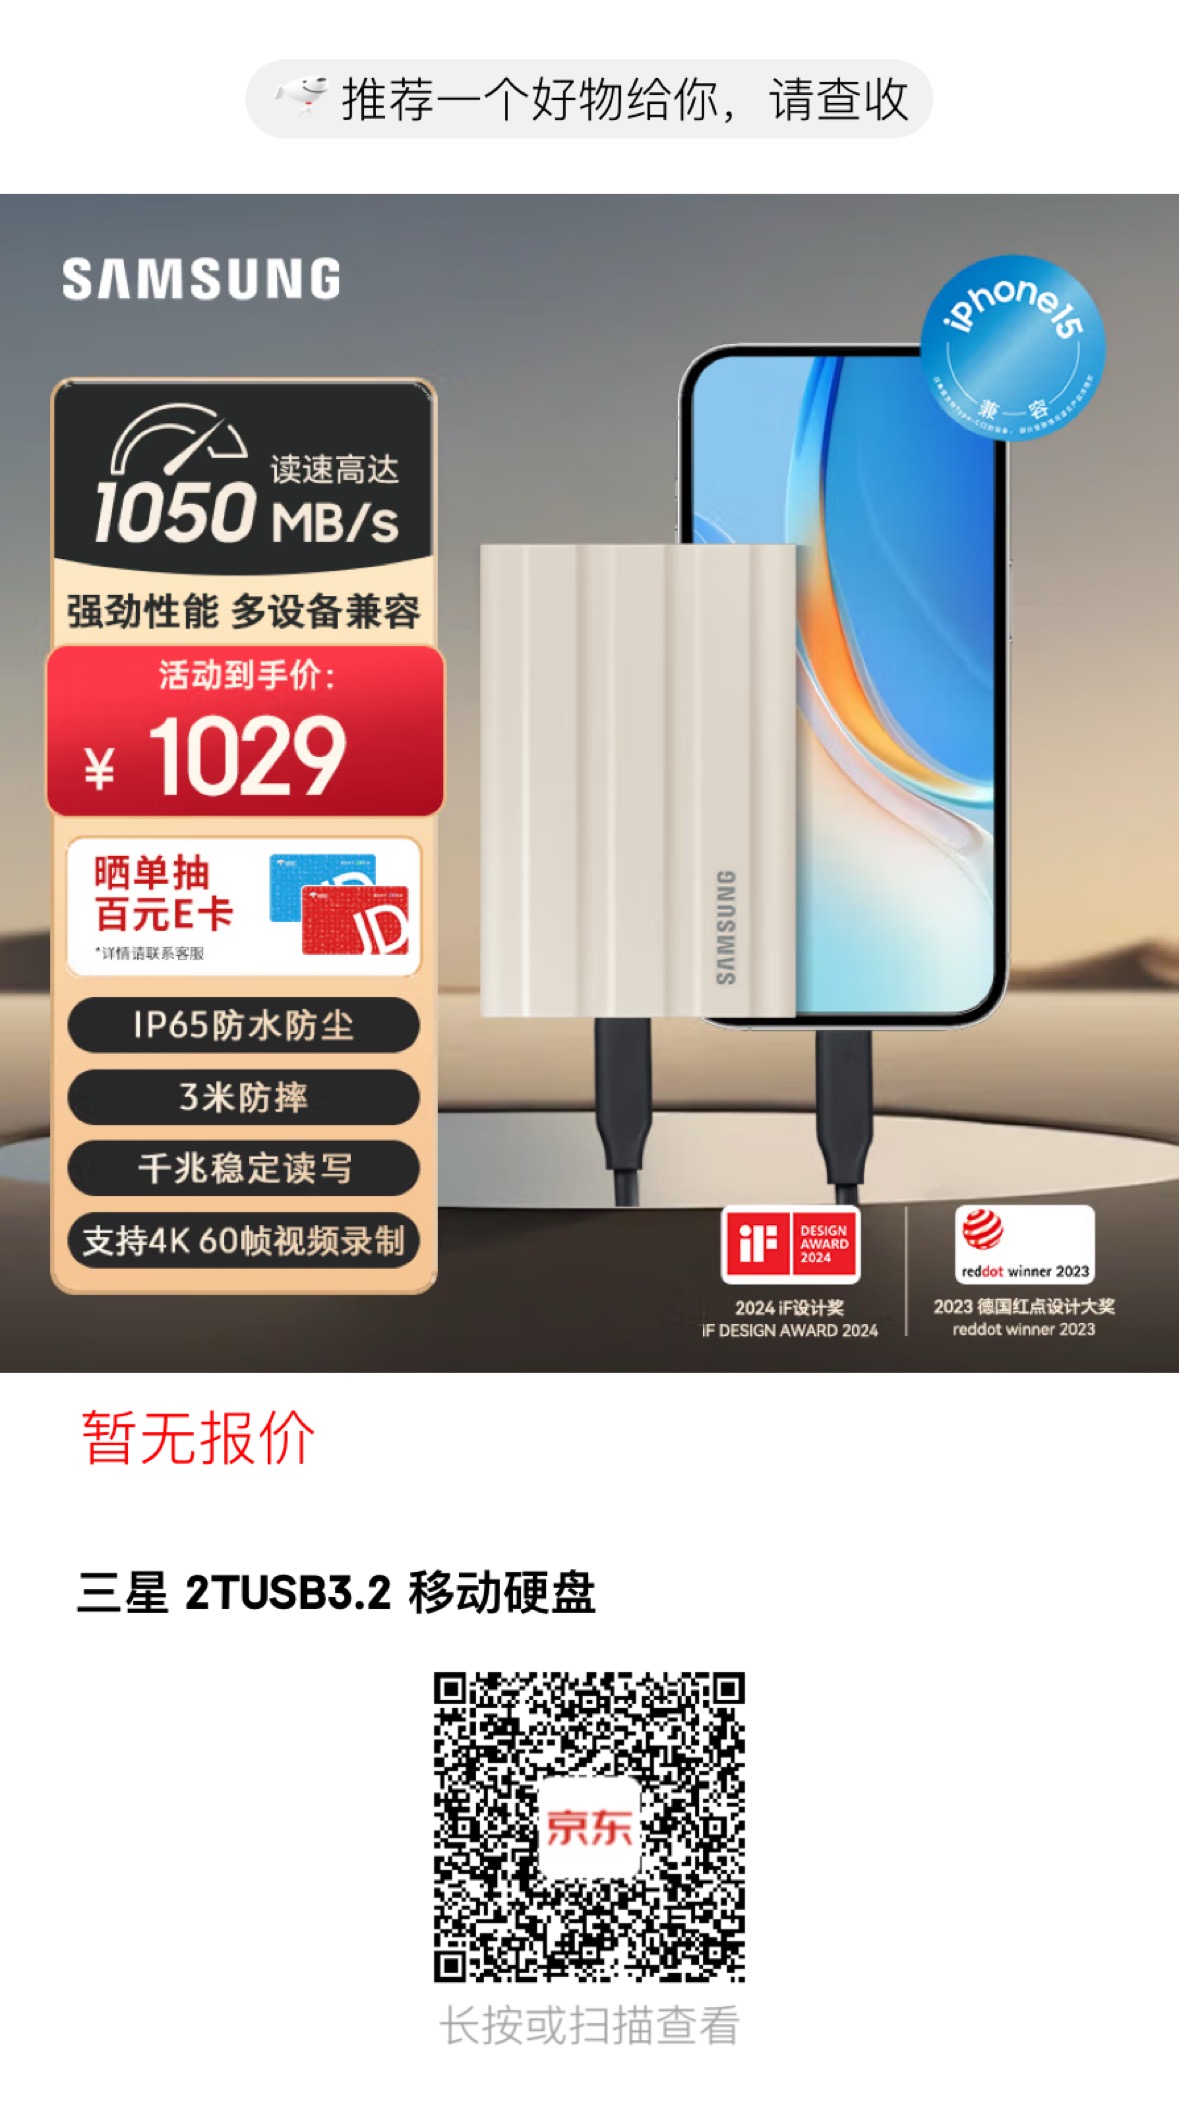 推荐一个好物给你，请查收
SAMSUNG
iPhone15
兼容
读速高达
1050 MB/s
强劲性能 多设备兼容
活动到手价：
¥ 1029
晒单抽
百元E卡
*详情请联系客服
JD
IP65防水防尘
3米防摔
千兆稳定读写
支持4K 60帧视频录制
SAMSUNG
iF DESIGN AWARD 2024
2024 iF设计奖
iF DESIGN AWARD 2024
reddot winner 2023
2023 德国红点设计大奖
reddot winner 2023
暂无报价
三星 2TUSB3.2 移动硬盘
京东
长按或扫描查看